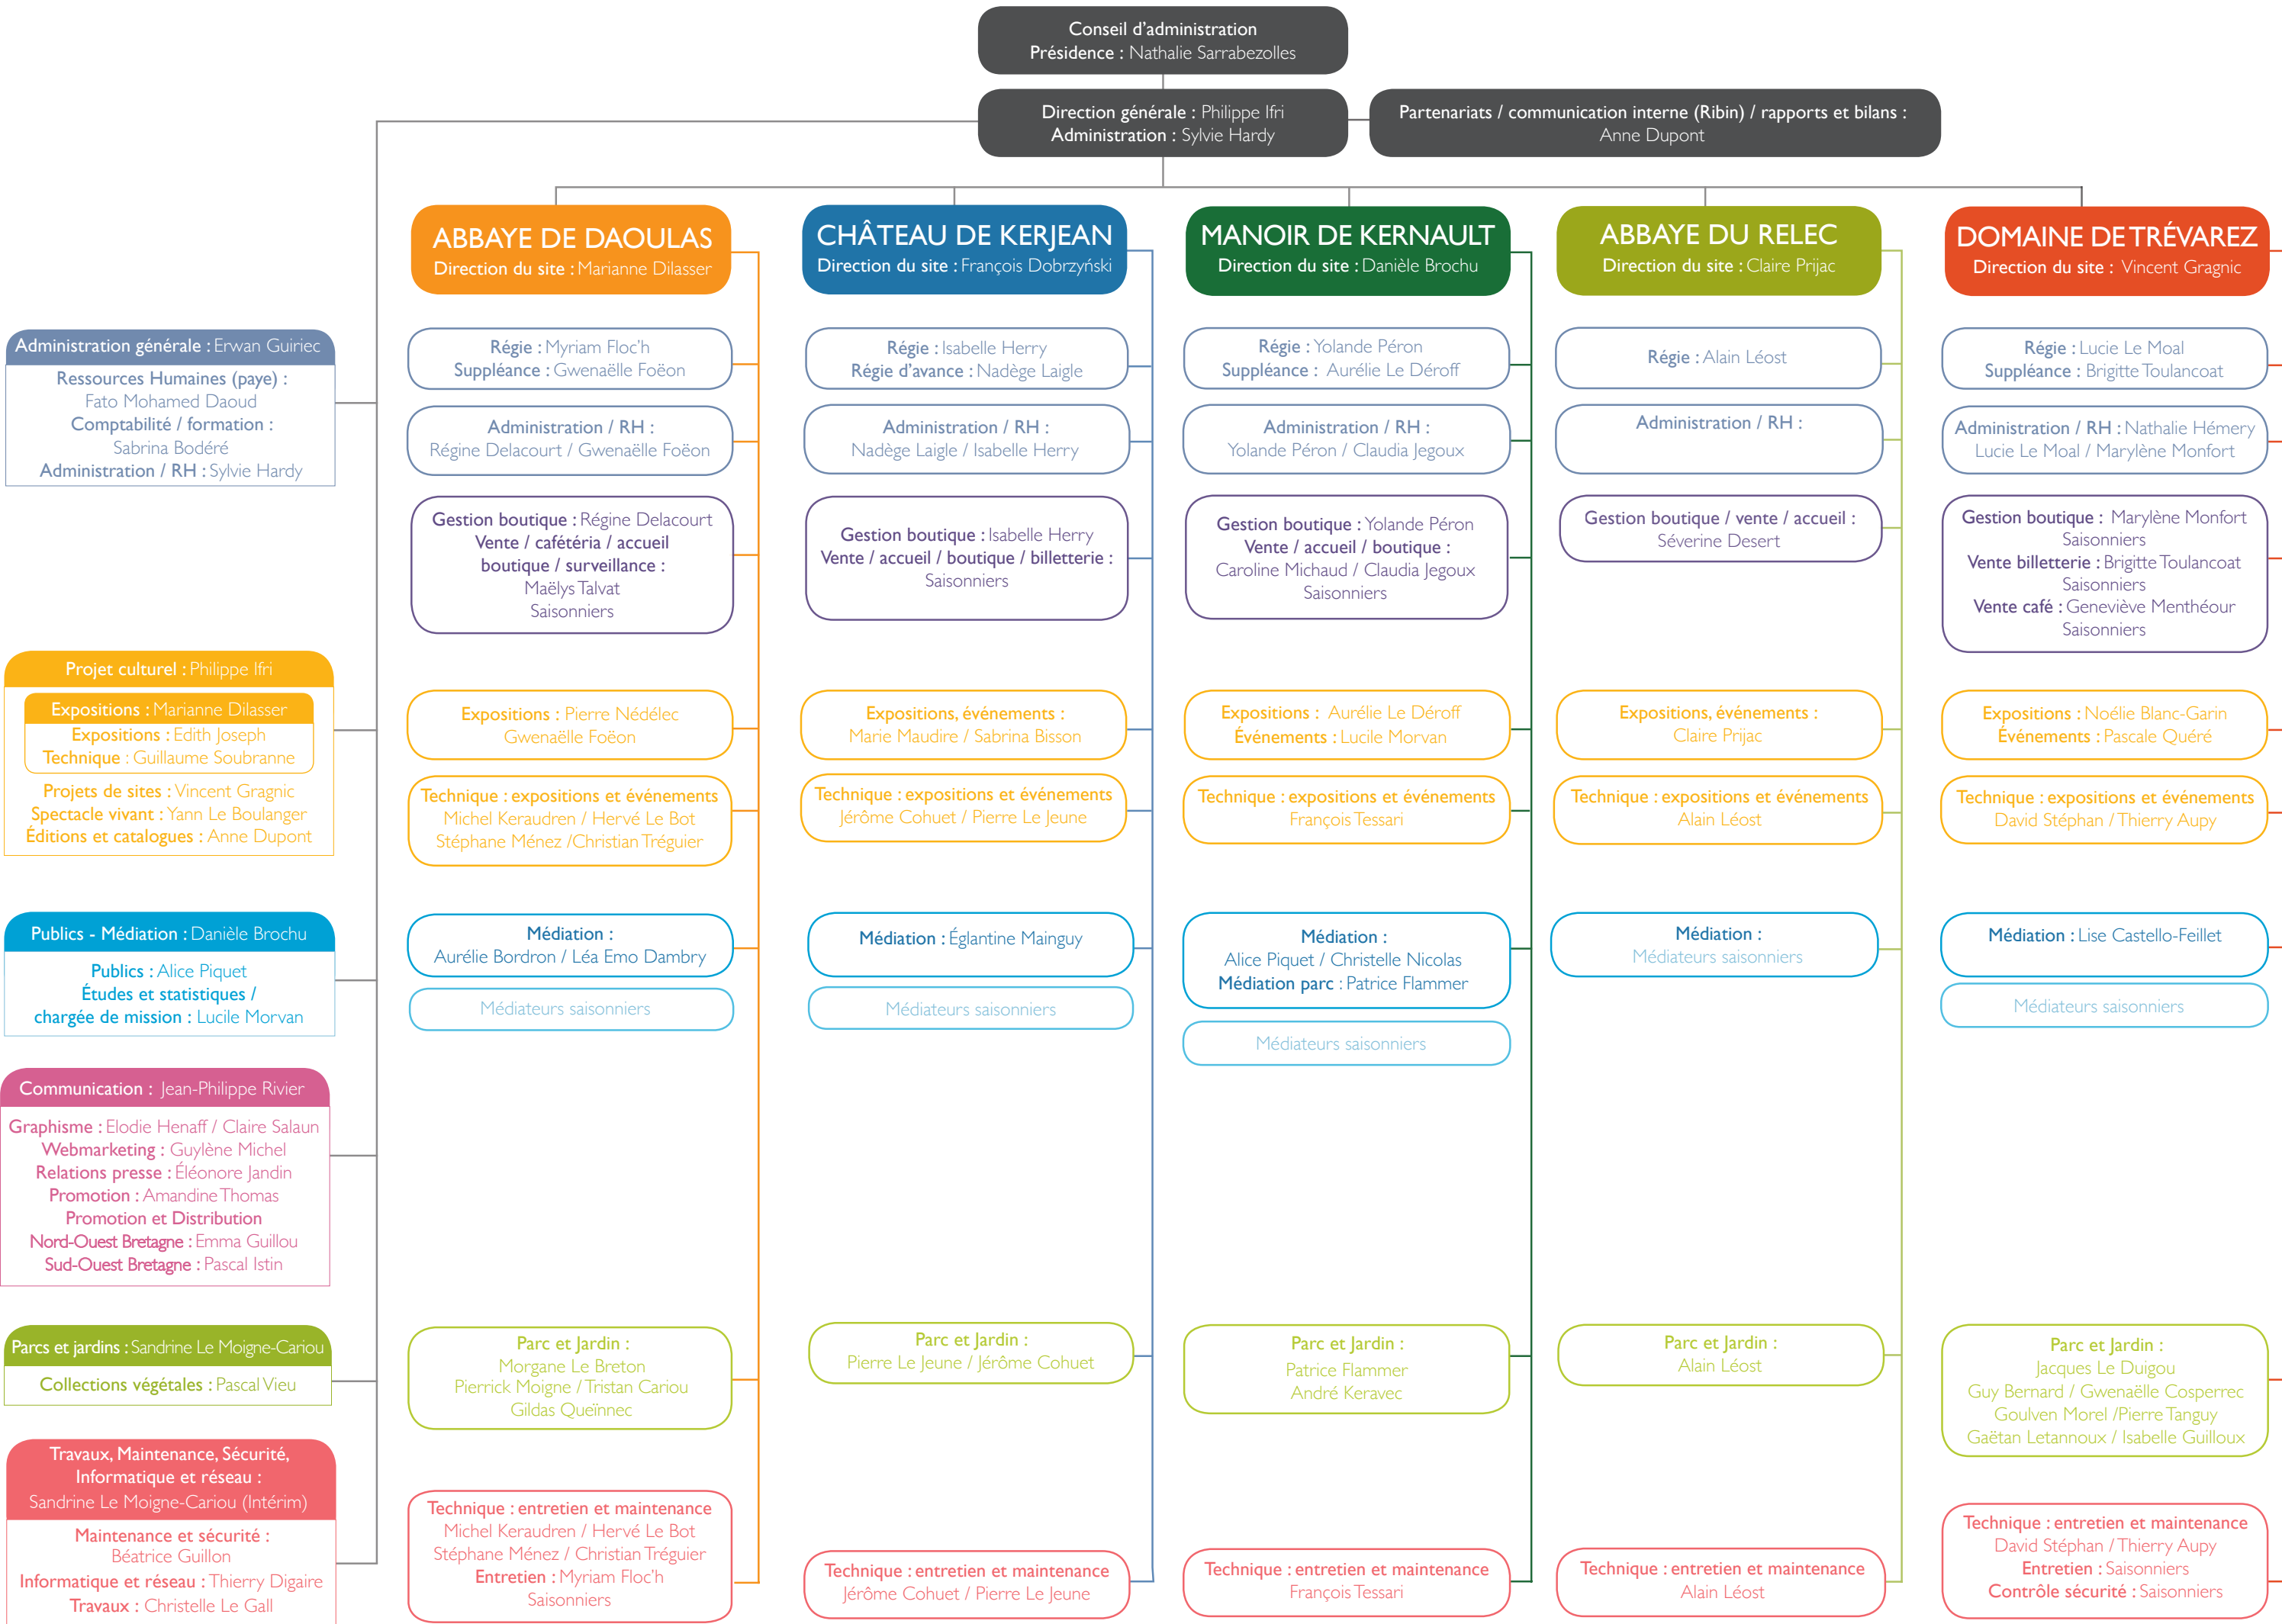 Conseil d'administration
Présidence : Nathalie Sarrabezolles
Direction générale : Philippe Ifri
Administration : Sylvie Hardy
Partenariats / communication interne (Ribin) / rapports et bilans :
Anne Dupont
Administration générale : Erwan Guiriec
Ressources Humaines (paye) :
Fato Mohamed Daoud
Comptabilité / formation :
Sabrina Bodéré
Administration / RH : Sylvie Hardy
Projet culturel : Philippe Ifri
Expositions : Marianne Dilasser
Expositions : Edith Joseph
Technique : Guillaume Soubranne
Projets de sites : Vincent Gragnic
Spectacle vivant : Yann Le Boulanger
Éditions et catalogues : Anne Dupont
Publics - Médiation : Danièle Brochu
Publics : Alice Piquet
Études et statistiques /
chargée de mission : Lucile Morvan
Communication : Jean-Philippe Rivier
Graphisme : Elodie Henaff / Claire Salaun
Webmarketing : Guylène Michel
Relations presse : Éléonore Jandin
Promotion : Amandine Thomas
Promotion et Distribution
Nord-Ouest Bretagne : Emma Guillou
Sud-Ouest Bretagne : Pascal Istin
Parcs et jardins : Sandrine Le Moigne-Cariou
Collections végétales : Pascal Vieu
Travaux, Maintenance, Sécurité,
Informatique et réseau :
Sandrine Le Moigne-Cariou (Intérim)
Maintenance et sécurité :
Béatrice Guillon
Informatique et réseau : Thierry Digaire
Travaux : Christelle Le Gall
ABBAYE DE DAOULAS
Direction du site : Marianne Dilasser
Régie : Myriam Floc'h
Suppléance : Gwenaëlle Foëon
Administration / RH :
Régine Delacourt / Gwenaëlle Foëon
Gestion boutique : Régine Delacourt
Vente / cafétéria / accueil
boutique / surveillance :
Maëlys Talvat
Saisonniers
Expositions : Pierre Nédélec
Gwenaëlle Foëon
Technique : expositions et événements
Michel Keraudren / Hervé Le Bot
Stéphane Ménez /Christian Tréguier
Médiation :
Aurélie Bordron / Léa Emo Dambry
Médiateurs saisonniers
Parc et Jardin :
Morgane Le Breton
Pierrick Moigne / Tristan Cariou
Gildas Queïnnec
Technique : entretien et maintenance
Michel Keraudren / Hervé Le Bot
Stéphane Ménez / Christian Tréguier
Entretien : Myriam Floc'h
Saisonniers
CHÂTEAU DE KERJEAN
Direction du site : François Dobrzyński
Régie : Isabelle Herry
Régie d'avance : Nadège Laigle
Administration / RH :
Nadège Laigle / Isabelle Herry
Gestion boutique : Isabelle Herry
Vente / accueil / boutique / billetterie :
Saisonniers
Expositions, événements :
Marie Maudire / Sabrina Bisson
Technique : expositions et événements
Jérôme Cohuet / Pierre Le Jeune
Médiation : Églantine Mainguy
Médiateurs saisonniers
Parc et Jardin :
Pierre Le Jeune / Jérôme Cohuet
Technique : entretien et maintenance
Jérôme Cohuet / Pierre Le Jeune
MANOIR DE KERNAULT
Direction du site : Danièle Brochu
Régie : Yolande Péron
Suppléance : Aurélie Le Déroff
Administration / RH :
Yolande Péron / Claudia Jegoux
Gestion boutique : Yolande Péron
Vente / accueil / boutique :
Caroline Michaud / Claudia Jegoux
Saisonniers
Expositions : Aurélie Le Déroff
Événements : Lucile Morvan
Technique : expositions et événements
François Tessari
Médiation :
Alice Piquet / Christelle Nicolas
Médiation parc : Patrice Flammer
Médiateurs saisonniers
Parc et Jardin :
Patrice Flammer
André Keravec
Technique : entretien et maintenance
François Tessari
ABBAYE DU RELEC
Direction du site : Claire Prijac
Régie : Alain Léost
Administration / RH :
Gestion boutique / vente / accueil :
Séverine Desert
Expositions, événements :
Claire Prijac
Technique : expositions et événements
Alain Léost
Médiation :
Médiateurs saisonniers
Parc et Jardin :
Alain Léost
Technique : entretien et maintenance
Alain Léost
DOMAINE DE TRÉVAREZ
Direction du site : Vincent Gragnic
Régie : Lucie Le Moal
Suppléance : Brigitte Toulancoat
Administration / RH : Nathalie Hémery
Lucie Le Moal / Marylène Monfort
Gestion boutique : Marylène Monfort
Saisonniers
Vente billetterie : Brigitte Toulancoat
Saisonniers
Vente café : Geneviève Menthéour
Saisonniers
Expositions : Noélie Blanc-Garin
Événements : Pascale Quéré
Technique : expositions et événements
David Stéphan / Thierry Aupy
Médiation : Lise Castello-Feillet
Médiateurs saisonniers
Parc et Jardin :
Jacques Le Duigou
Guy Bernard / Gwenaëlle Cosperrec
Goulven Morel /Pierre Tanguy
Gaëtan Letannoux / Isabelle Guilloux
Technique : entretien et maintenance
David Stéphan / Thierry Aupy
Entretien : Saisonniers
Contrôle sécurité : Saisonniers